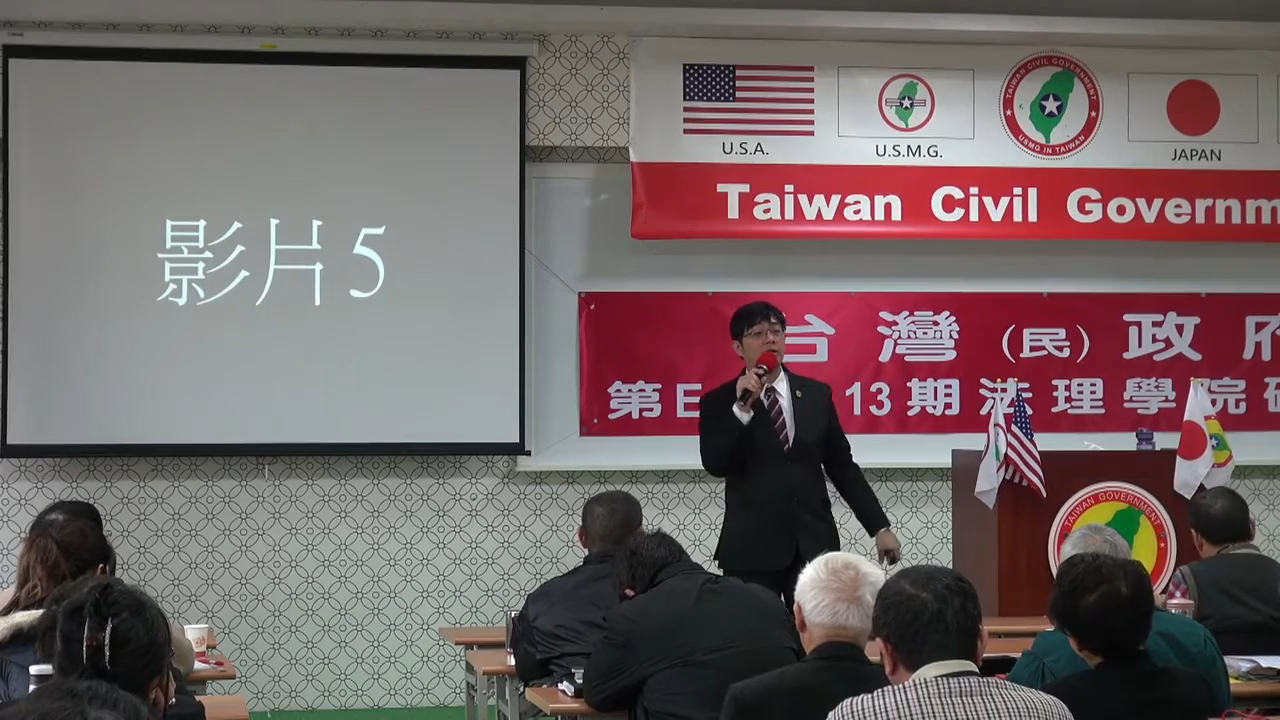 影片5
U.S.A.
U.S.M.G.
TAIWAN CIVIL GOVERNMENT
USMG IN TAIWAN
JAPAN
Taiwan Civil Governm
台灣（民）政府
第E 13期法理學院
TAIWAN GOVERNMENT